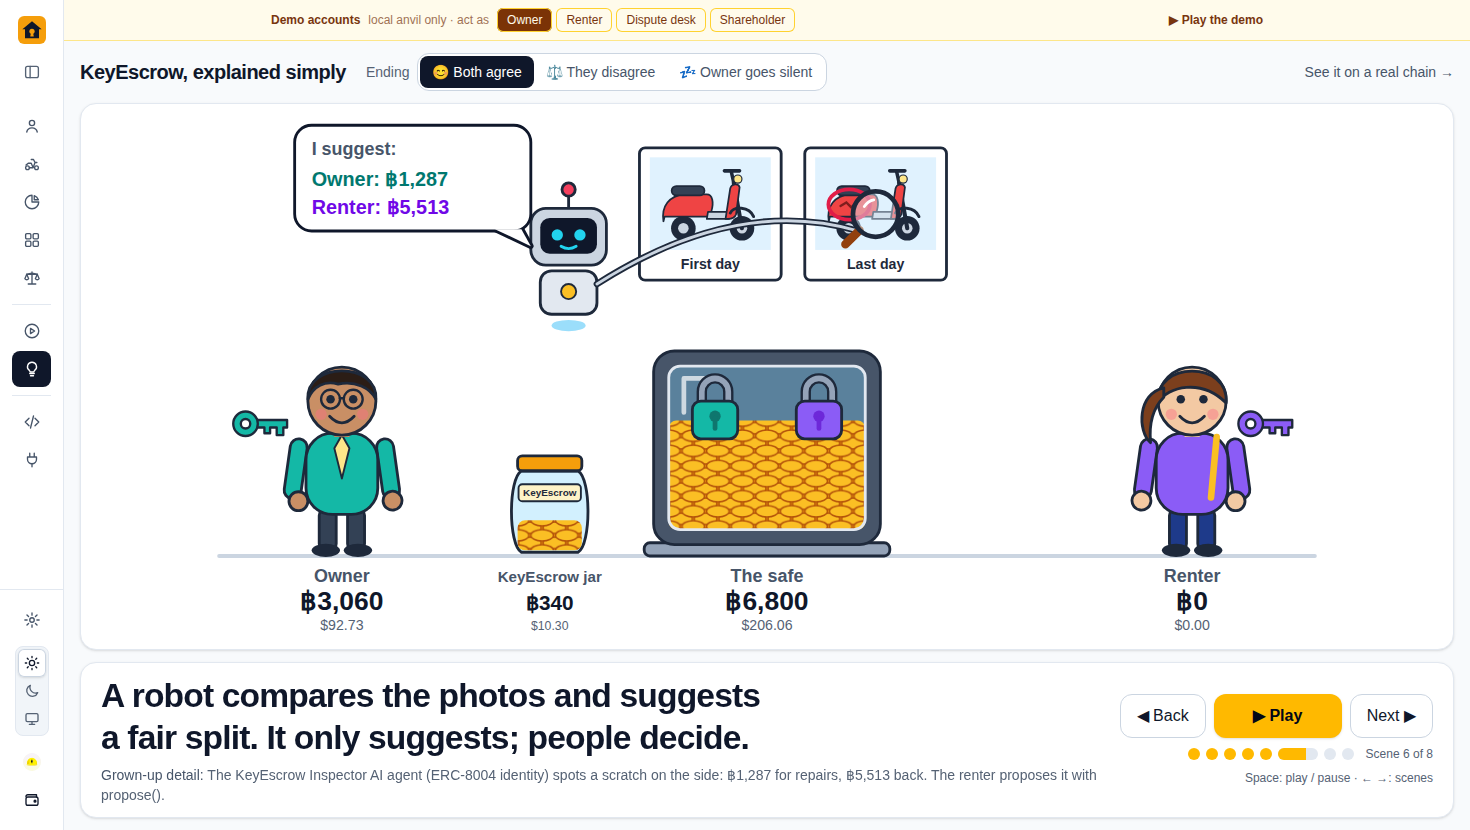 Demo accounts local anvil only · act as Owner Renter Dispute desk Shareholder ▶ Play the demo
KeyEscrow, explained simply Ending 😊 Both agree ⚖️ They disagree 💤 Owner goes silent See it on a real chain →
I suggest:
Owner: ฿1,287
Renter: ฿5,513
First day Last day
KeyEscrow
Owner KeyEscrow jar The safe Renter
฿3,060 ฿340 ฿6,800 ฿0
$92.73 $10.30 $206.06 $0.00
A robot compares the photos and suggests
a fair split. It only suggests; people decide.
Grown-up detail: The KeyEscrow Inspector AI agent (ERC-8004 identity) spots a scratch on the side: ฿1,287 for repairs, ฿5,513 back. The renter proposes it with
propose().
◀ Back ▶ Play Next ▶
Scene 6 of 8
Space: play / pause · ← →: scenes